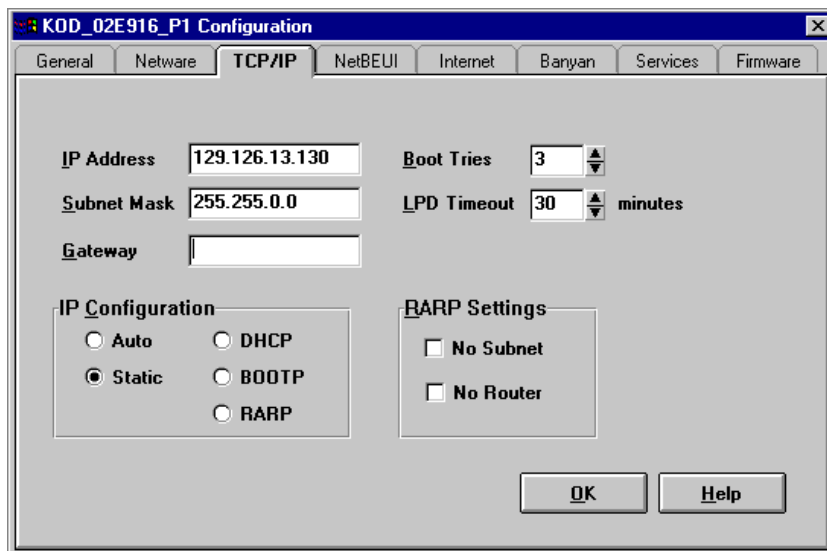 KOD_02E916_P1 Configuration
General Netware TCP/IP NetBEUI Internet Banyan Services Firmware
IP Address 129.126.13.130 Boot Tries 3
Subnet Mask 255.255.0.0 LPD Timeout 30 minutes
Gateway
IP Configuration RARP Settings
Auto DHCP No Subnet
Static BOOTP No Router
RARP
OK Help